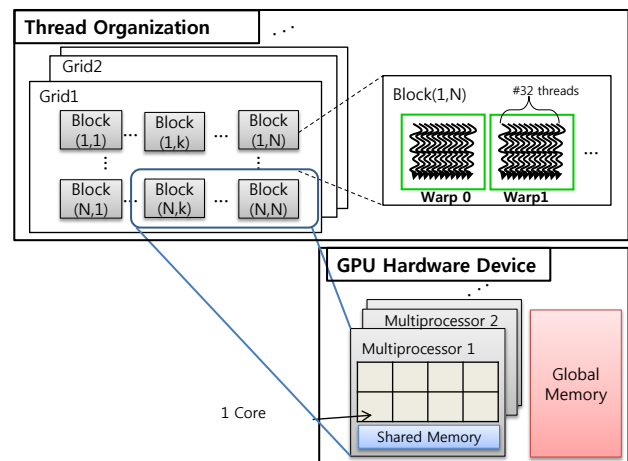 Thread Organization
...
Grid2
Grid1
Block (1,1) ... Block (1,k) ... Block (1,N)
Block (N,1) ... Block (N,k) ... Block (N,N)
Block(1,N)
#32 threads
...
Warp 0
Warp1
GPU Hardware Device
...
Multiprocessor 2
Multiprocessor 1
1 Core
Shared Memory
Global
Memory